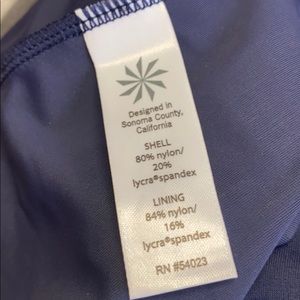 Designed in
Sonoma County,
California
SHELL
80% nylon/
20%
lycra®spandex
LINING
84% nylon/
16%
lycra®spandex
RN #54023